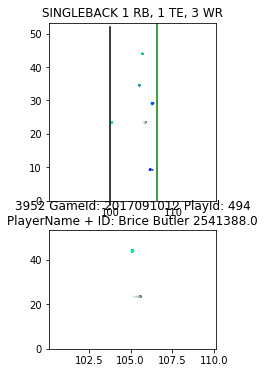 SINGLEBACK 1 RB, 1 TE, 3 WR
50
40
30
20
10
0
100 110
3952 GameId: 2017091012 PlayId: 494
PlayerName + ID: Brice Butler 2541388.0
40
20
0
102.5 105.0 107.5 110.0